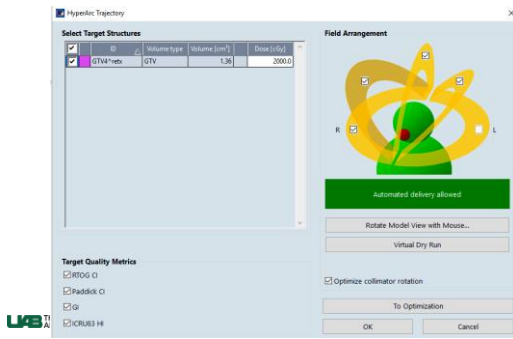 HyperArc Trajectory
Select Target Structures
ID Volume type Volume [cm³] Dose [cGy]
GTV4^retx GTV 1.36 2000.0
Target Quality Metrics
RTOG CI
Paddick CI
GI
ICRU83 HI
Field Arrangement
R L
Automated delivery allowed
Rotate Model View with Mouse...
Virtual Dry Run
Optimize collimator rotation
To Optimization
OK Cancel
UAB